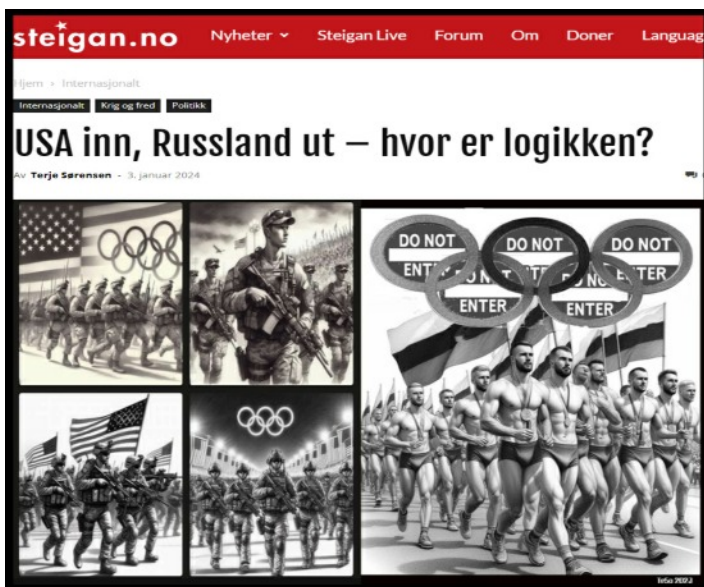 steigan.no Nyheter Steigan Live Forum Om Doner Languag
Hjem › Internasjonalt
Internasjonalt Krig og fred Politikk
USA inn, Russland ut – hvor er logikken?
Av Terje Sørensen - 3. januar 2024
DO NOT DO NOT DO NOT
ENTER
ENTER ENTER
TeSø 2023